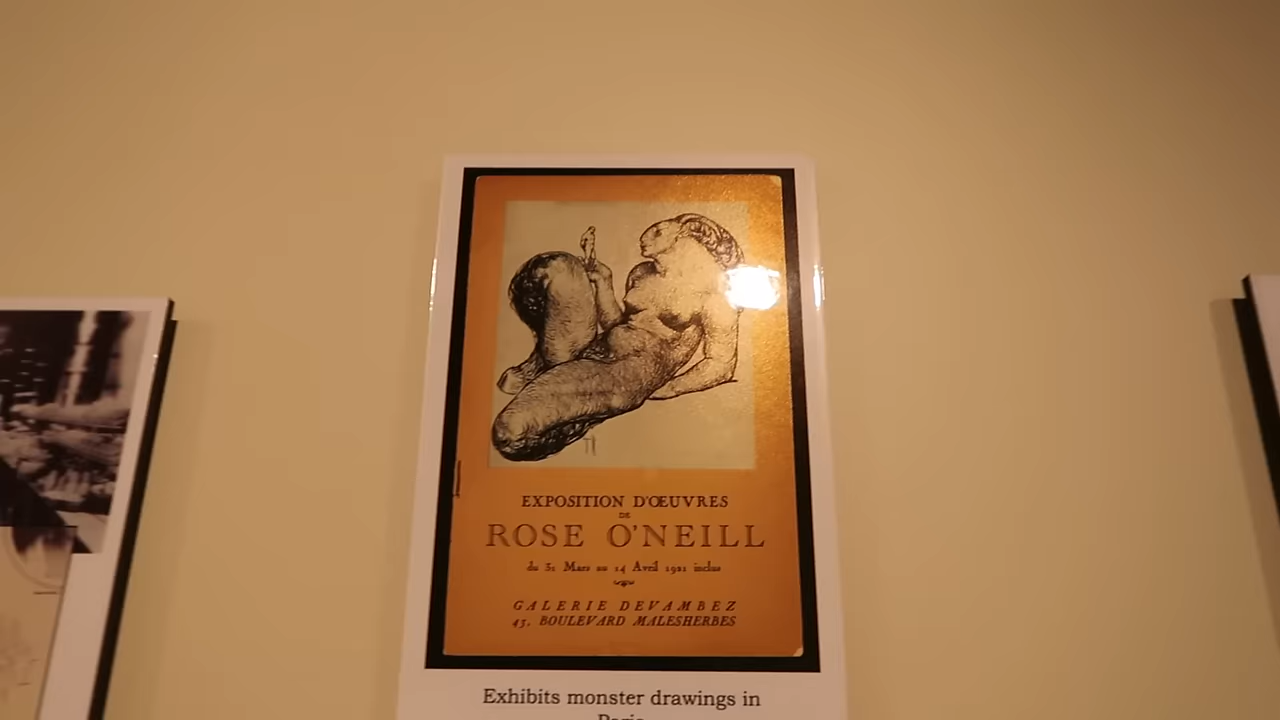 EXPOSITION D'ŒUVRES
DE
ROSE O'NEILL
du 31 Mars au 14 Avril 1921 inclus
GALERIE DEVAMBEZ
43, BOULEVARD MALESHERBES
Exhibits monster drawings in
Paris